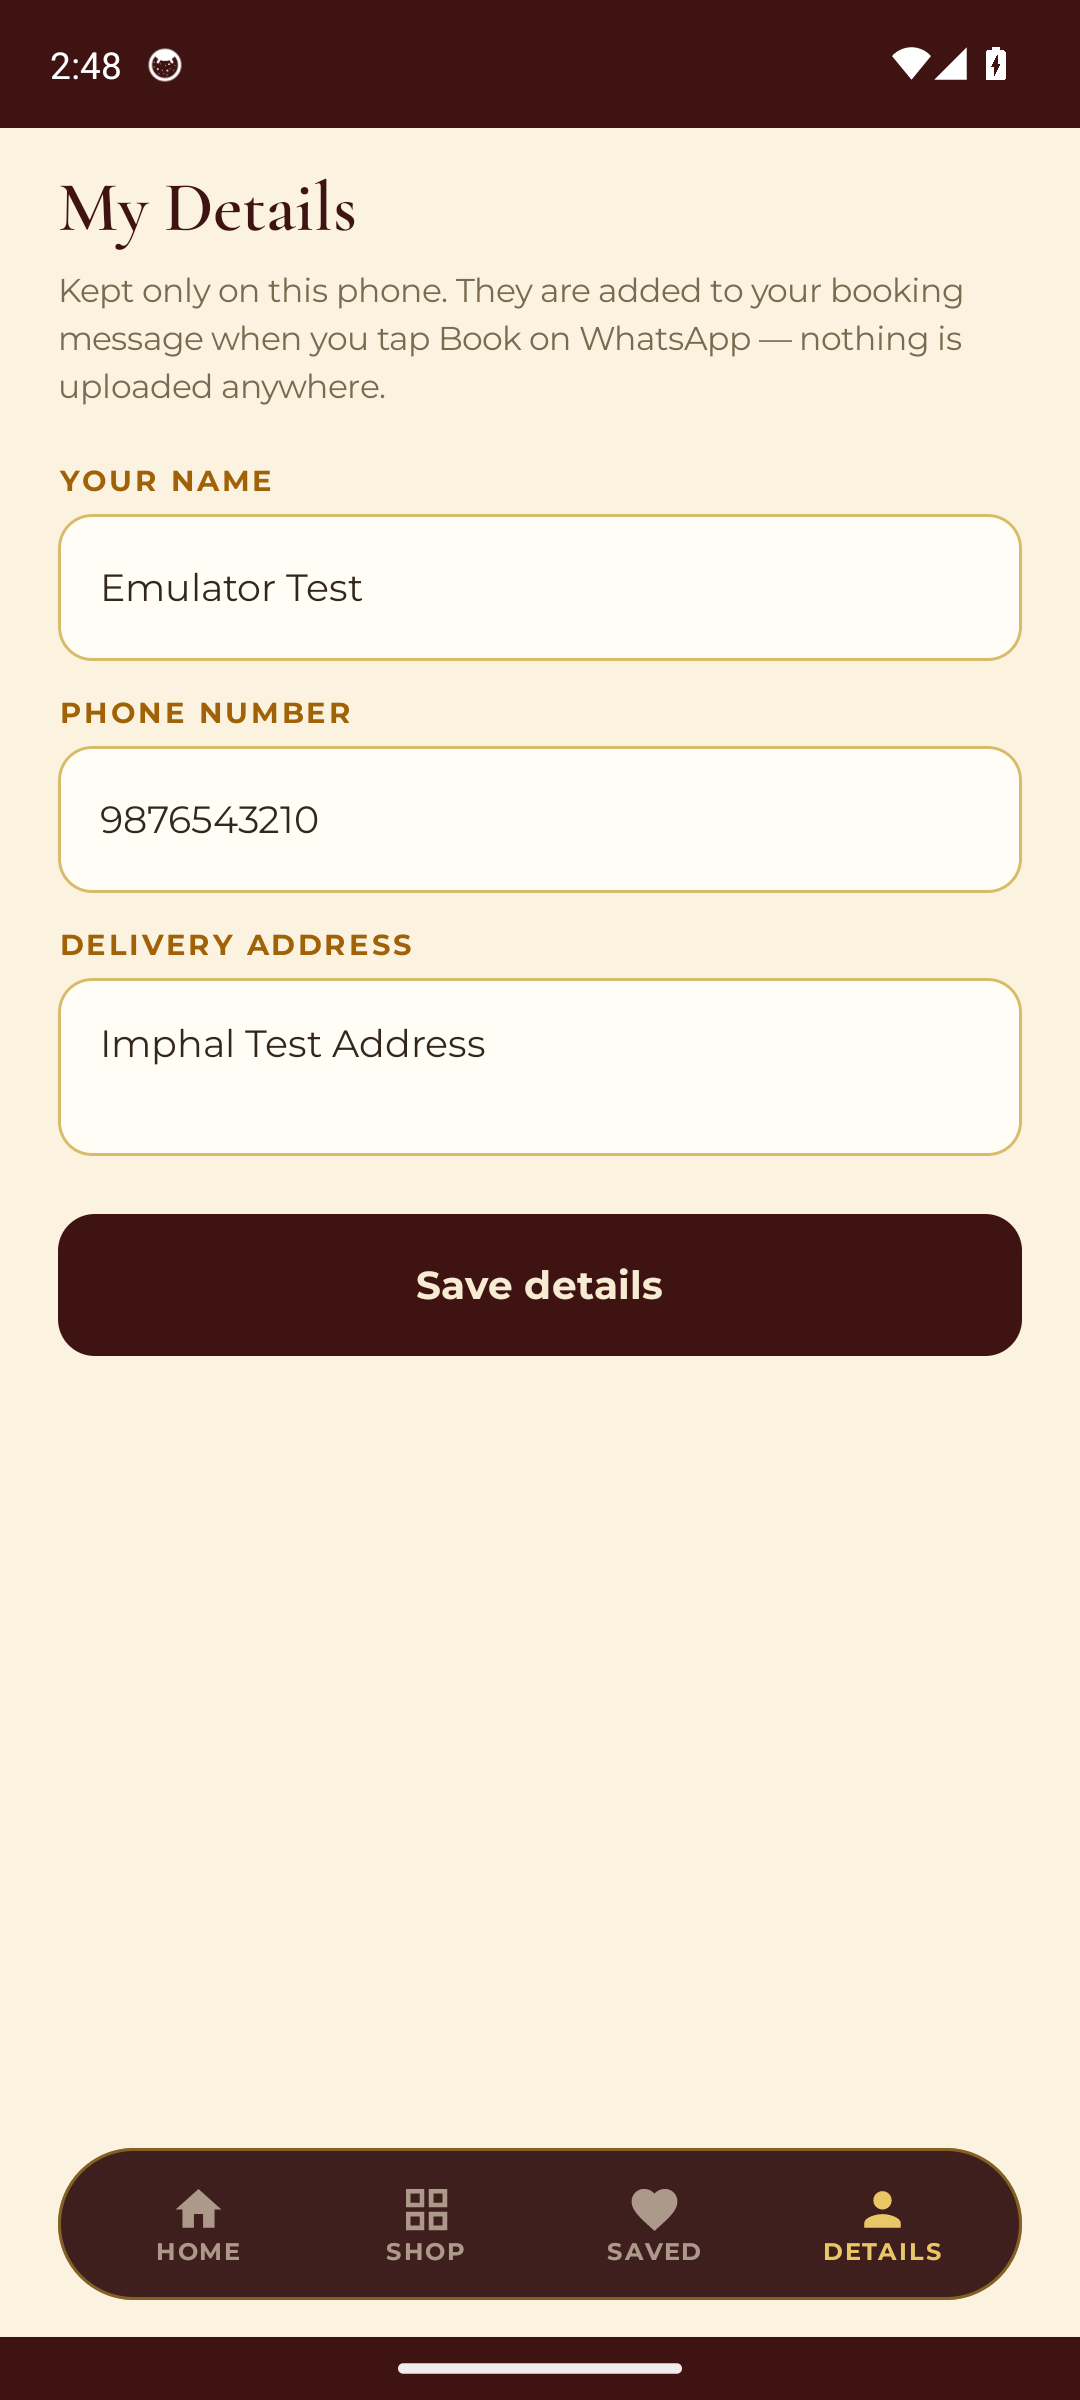 2:48
My Details
Kept only on this phone. They are added to your booking
message when you tap Book on WhatsApp — nothing is
uploaded anywhere.
YOUR NAME
Emulator Test
PHONE NUMBER
9876543210
DELIVERY ADDRESS
Imphal Test Address
Save details
HOME SHOP SAVED DETAILS